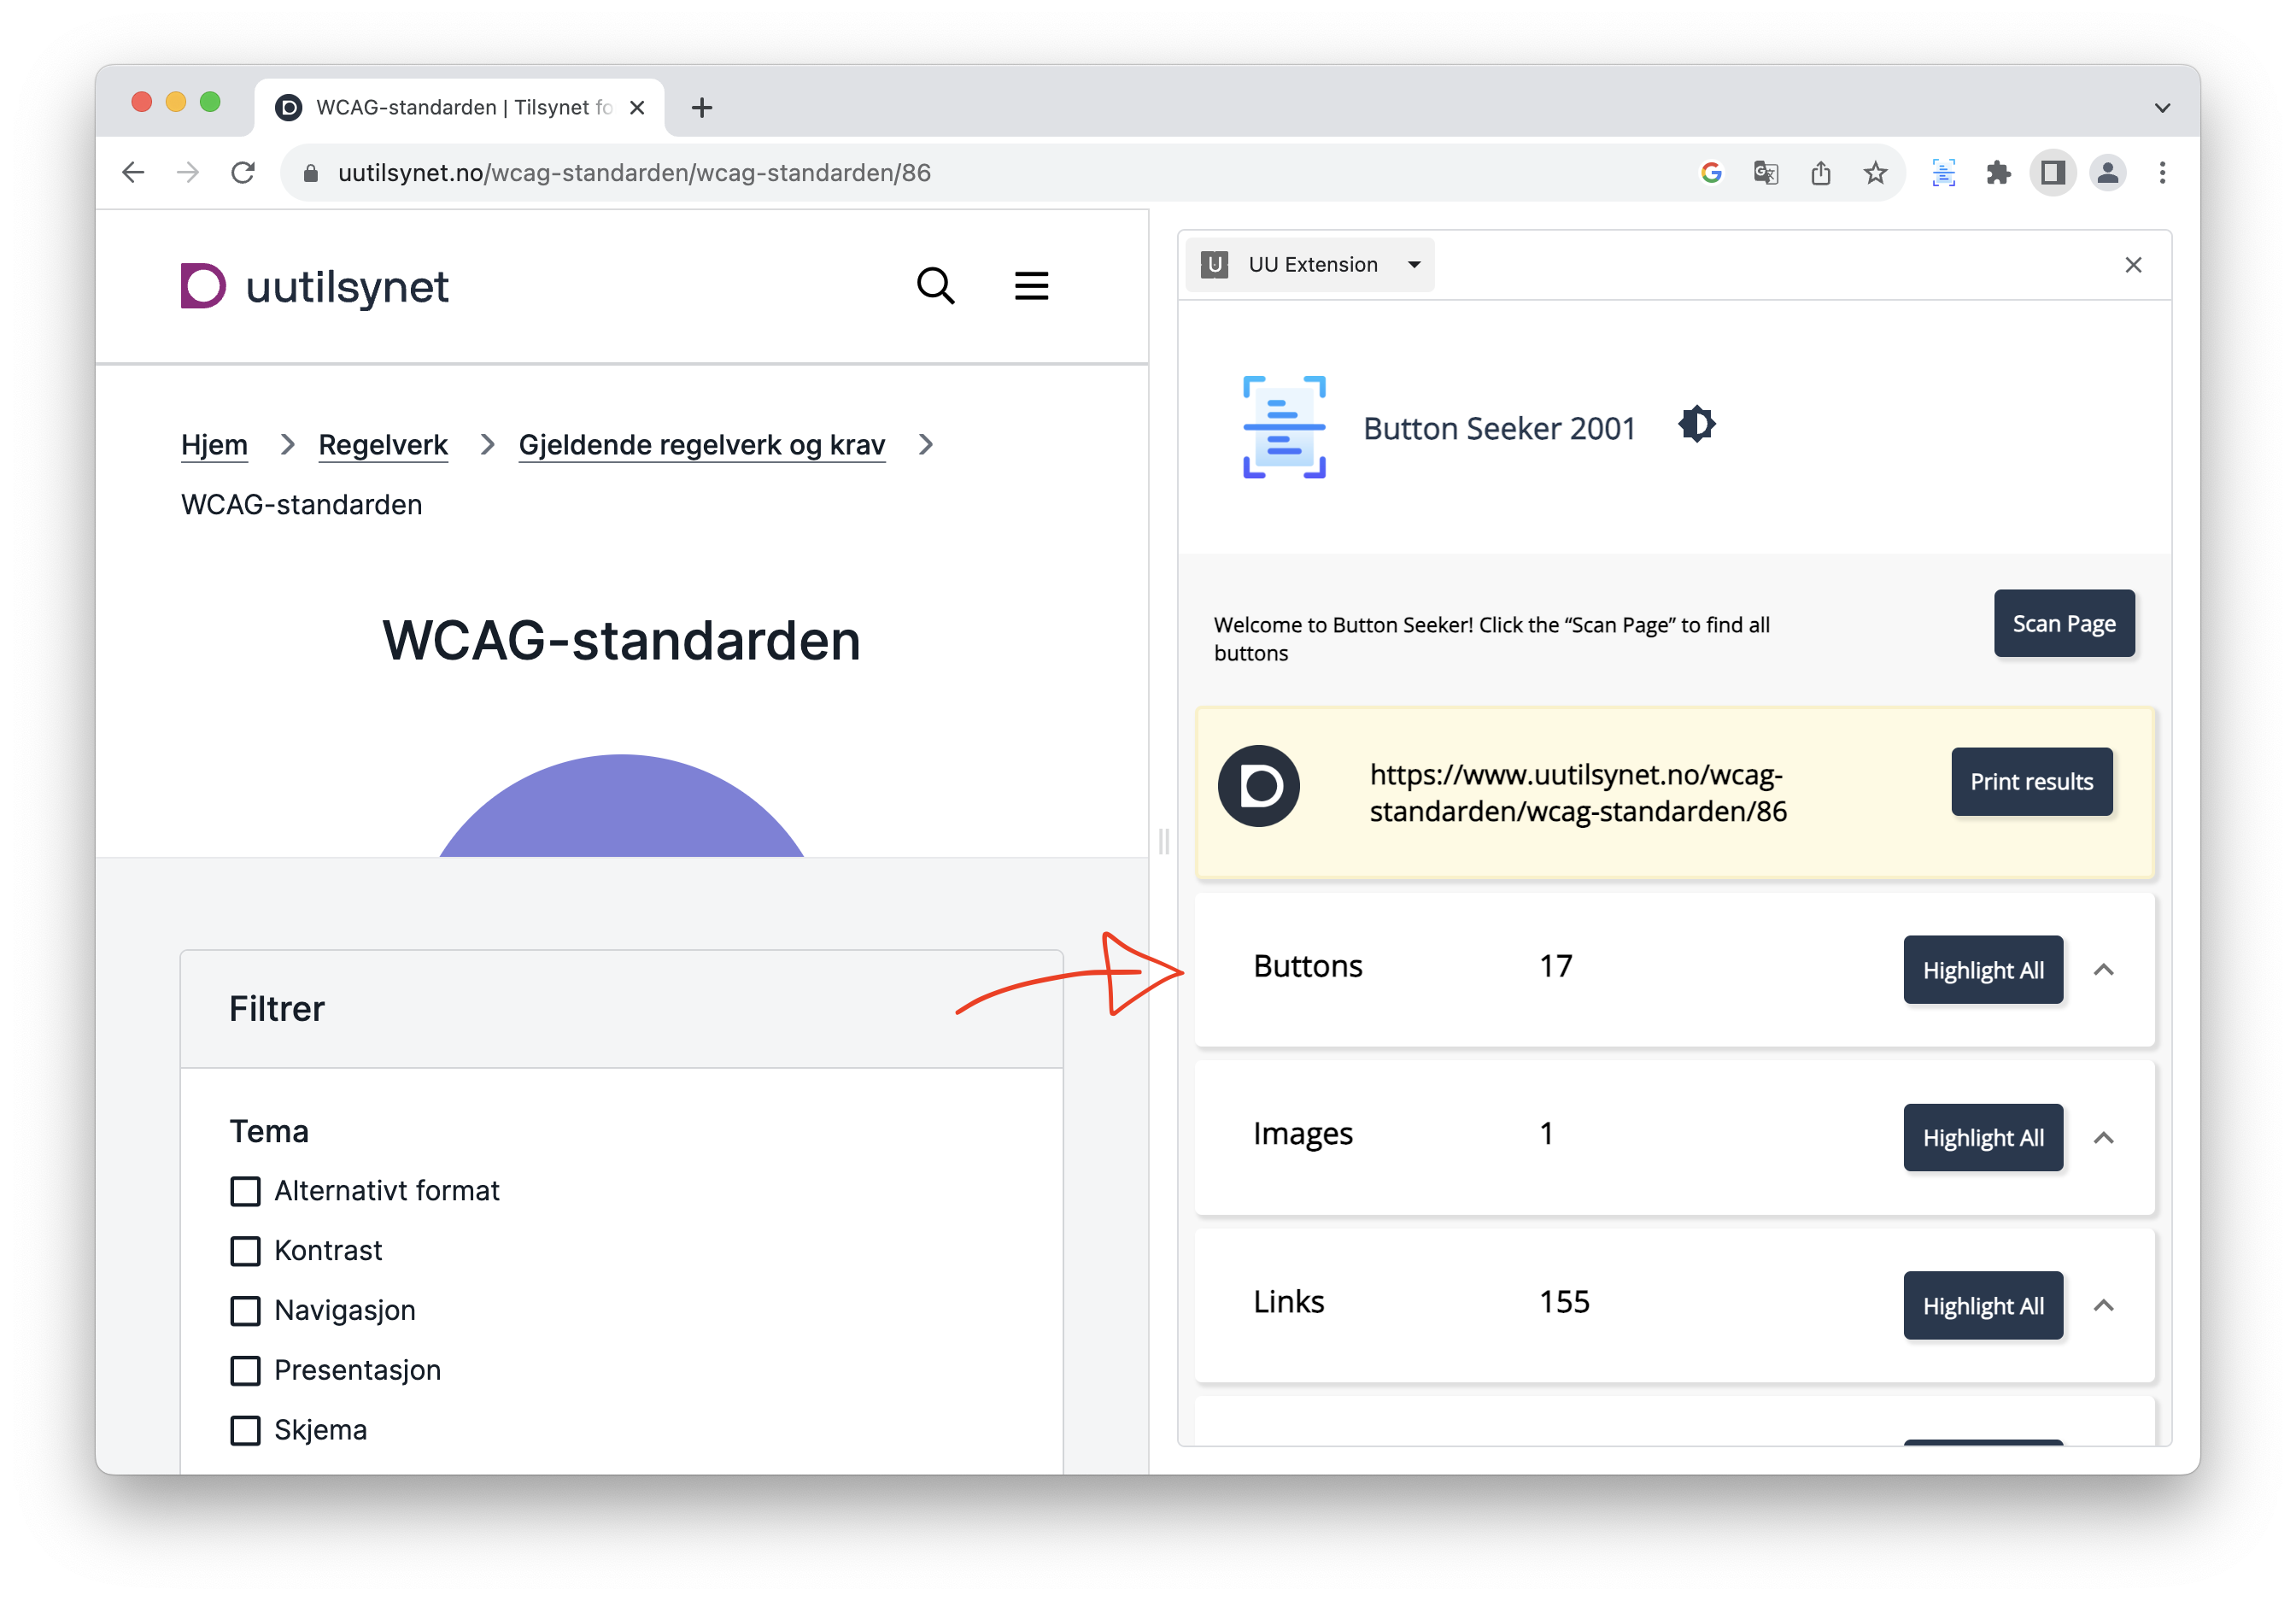 WCAG-standarden | Tilsynet fo
uutilsynet.no/wcag-standarden/wcag-standarden/86
uutilsynet
Hjem
Regelverk
Gjeldende regelverk og krav
WCAG-standarden
WCAG-standarden
Filtrer
Tema
Alternativt format
Kontrast
Navigasjon
Presentasjon
Skjema
U UU Extension
Button Seeker 2001
Welcome to Button Seeker! Click the “Scan Page” to find all
buttons
Scan Page
https://www.uutilsynet.no/wcag-
standarden/wcag-standarden/86
Print results
Buttons 17 Highlight All
Images 1 Highlight All
Links 155 Highlight All